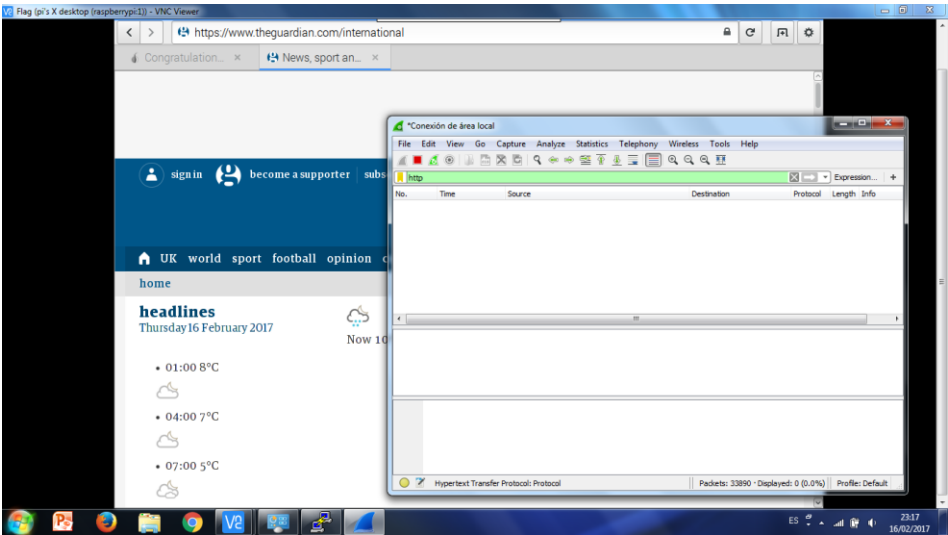 Flag (pi's X desktop (raspberrypi:1)) - VNC Viewer
https://www.theguardian.com/international
Congratulation... × News, sport an... ×
sign in become a supporter subs
UK world sport football opinion
home
headlines
Thursday 16 February 2017
Now 10
• 01:00 8°C
• 04:00 7°C
• 07:00 5°C
*Conexión de área local
File Edit View Go Capture Analyze Statistics Telephony Wireless Tools Help
http Expression... +
No. Time Source Destination Protocol Length Info
Hypertext Transfer Protocol: Protocol Packets: 33890 · Displayed: 0 (0.0%) Profile: Default
ES 23:17
16/02/2017